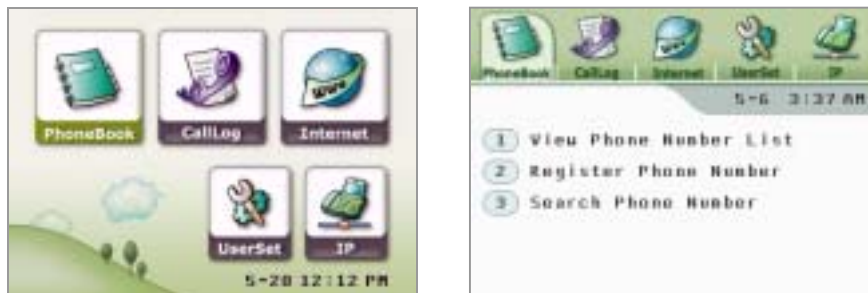 PhoneBook CallLog Internet
UserSet IP
5-20 12:12 PM
PhoneBook CallLog Internet UserSet IP
5-6 3:37 AM
1 View Phone Number List
2 Register Phone Number
3 Search Phone Number